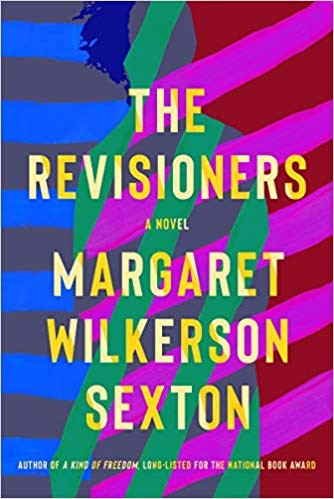 THE
REVISIONERS
A NOVEL
MARGARET
WILKERSON
SEXTON
AUTHOR OF A KIND OF FREEDOM, LONG-LISTED FOR THE NATIONAL BOOK AWARD